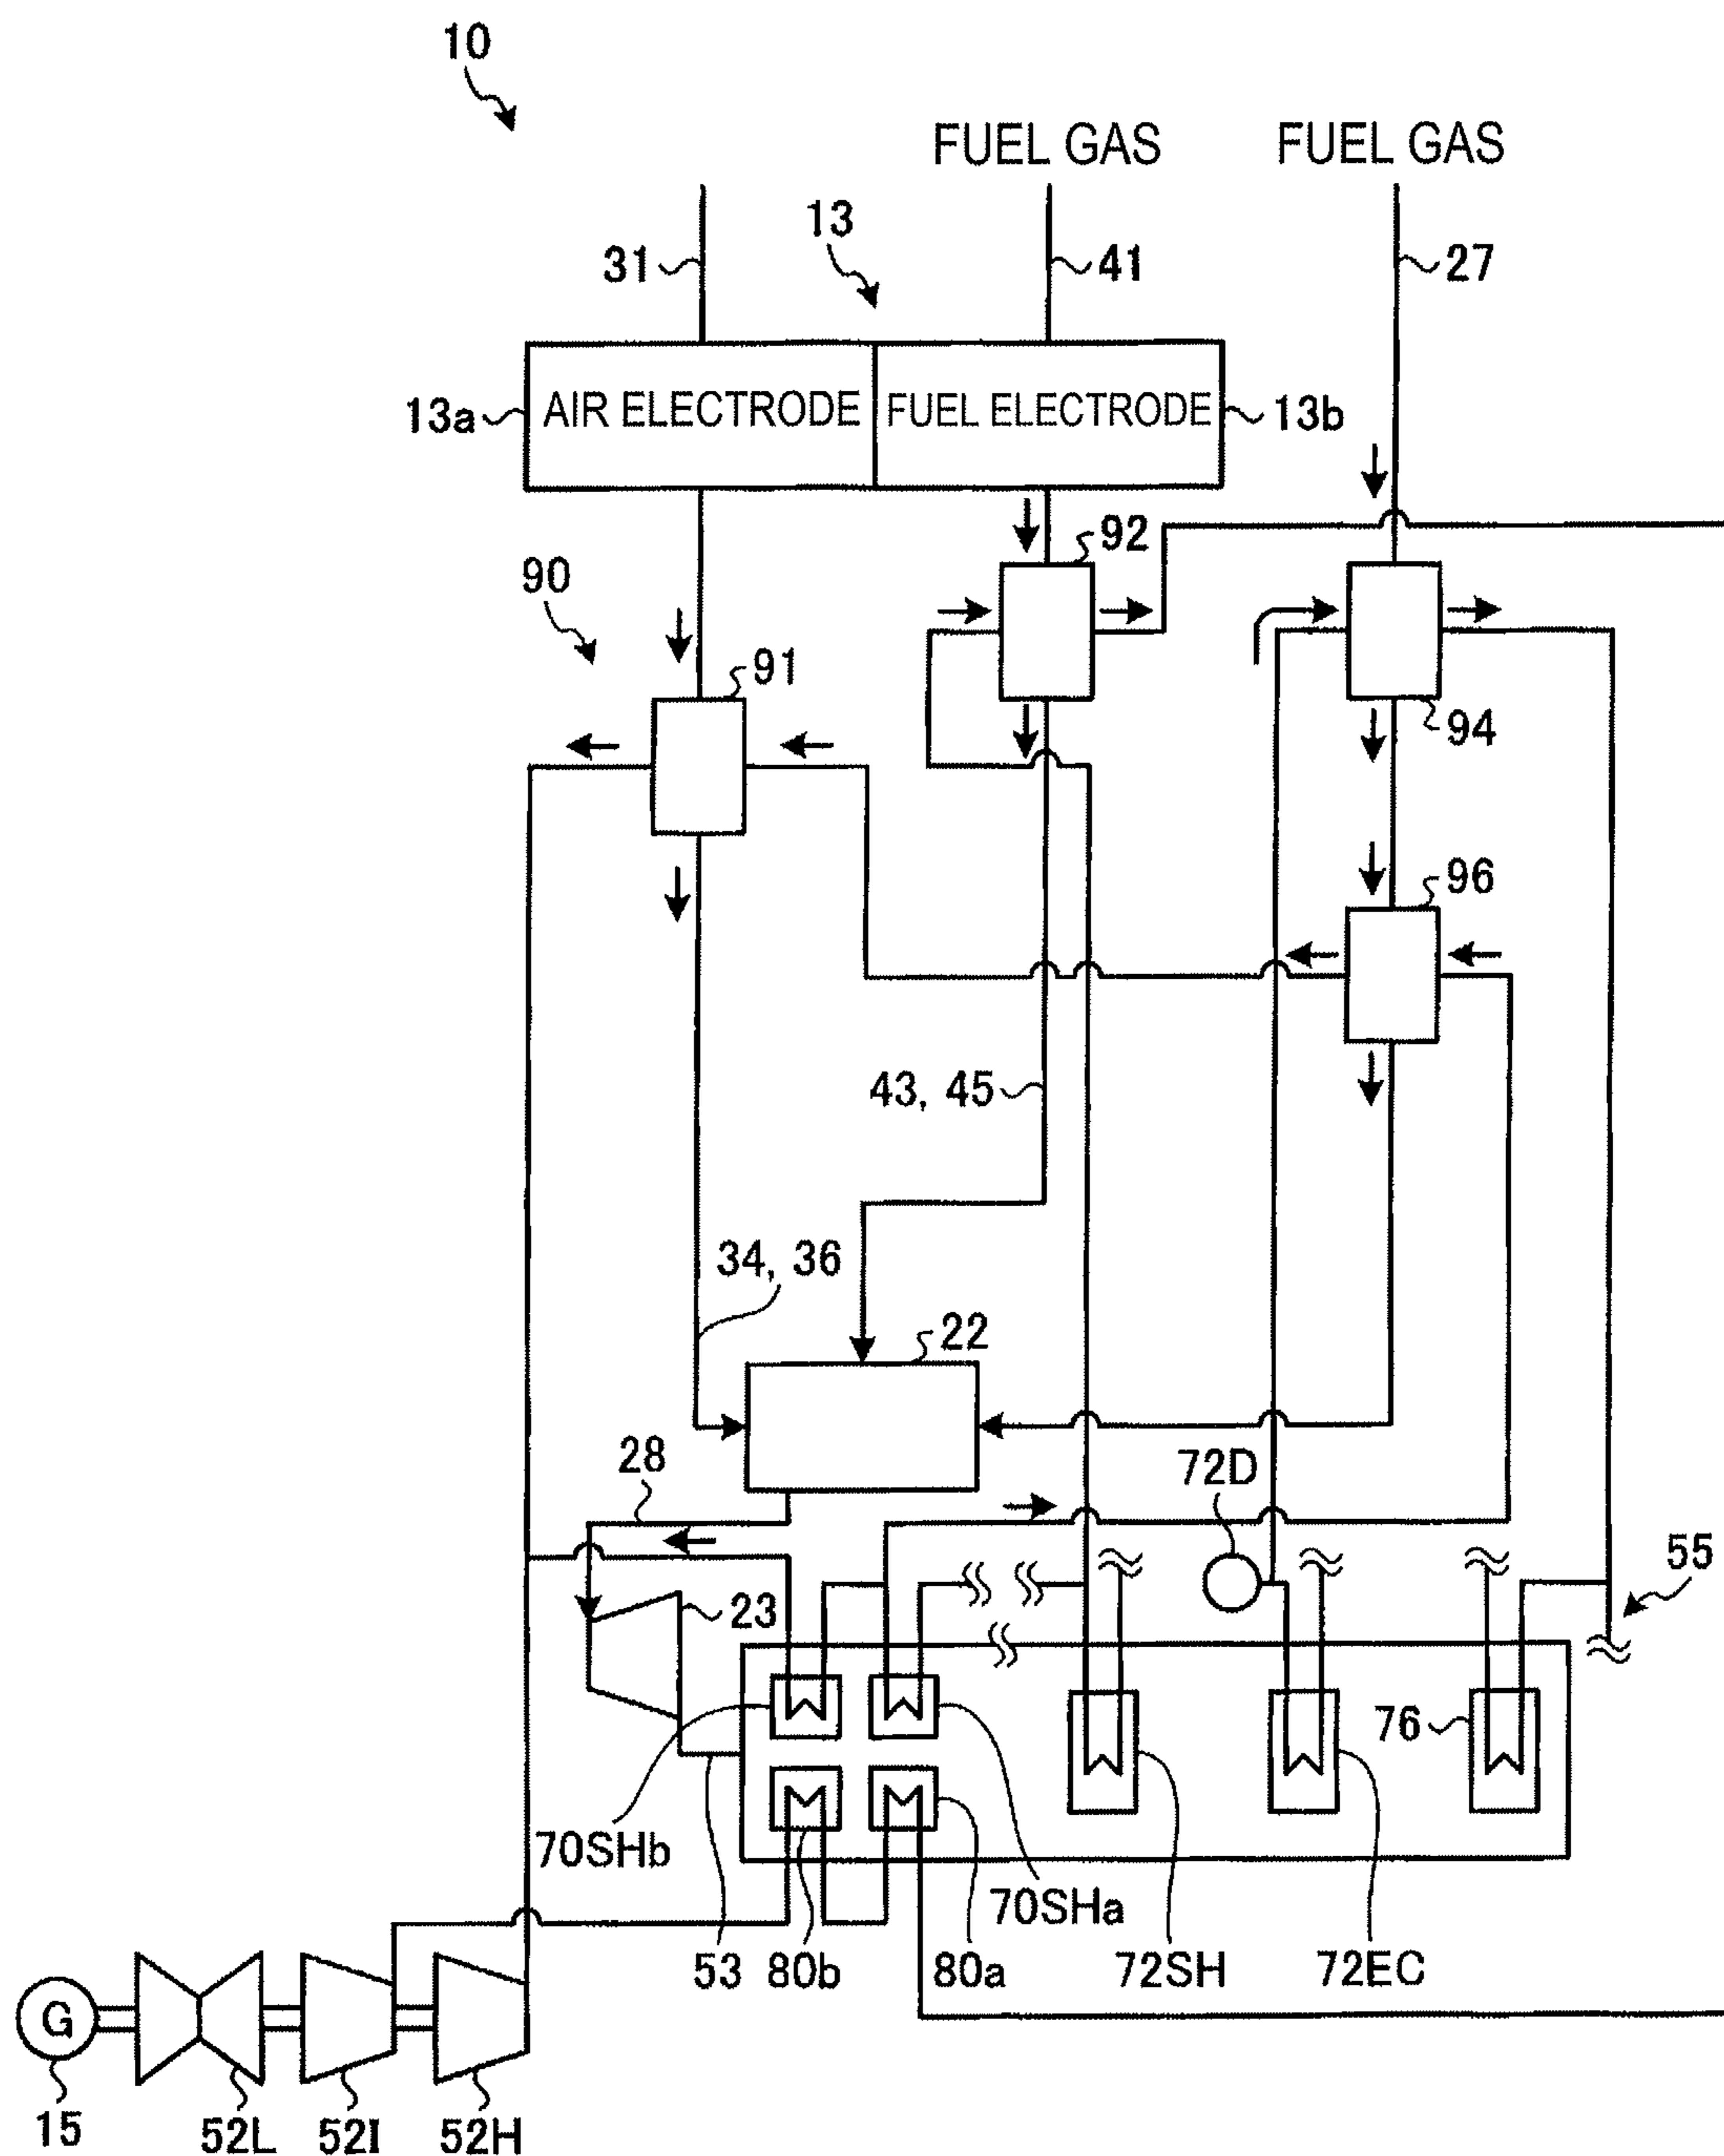 10
FUEL GAS
FUEL GAS
13
31
41
27
13a
AIR ELECTRODE
FUEL ELECTRODE
13b
92
90
91
94
96
43, 45
34, 36
22
28
72D
55
23
76
70SHb
70SHa
53
80b
80a
72SH
72EC
G
15
52L
52I
52H